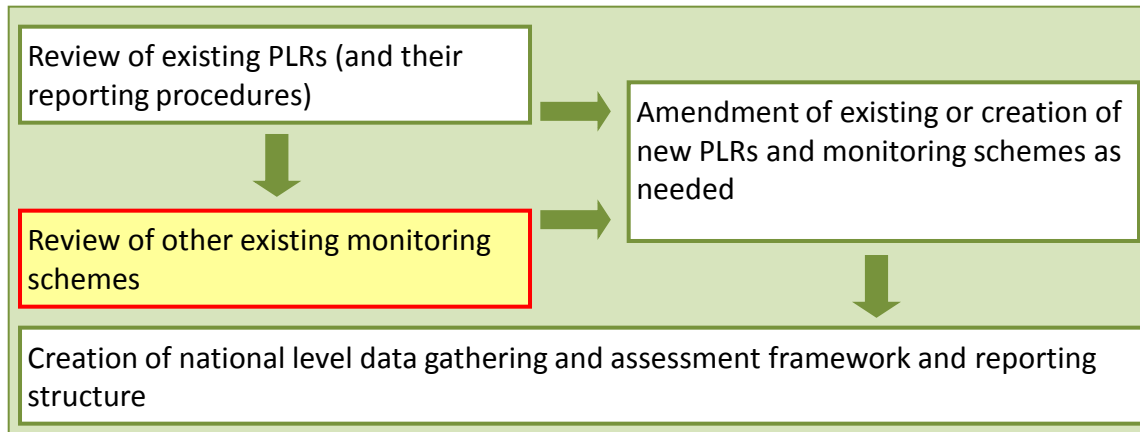 Review of existing PLRs (and their
reporting procedures)
Amendment of existing or creation of
new PLRs and monitoring schemes as
needed
Review of other existing monitoring
schemes
Creation of national level data gathering and assessment framework and reporting
structure